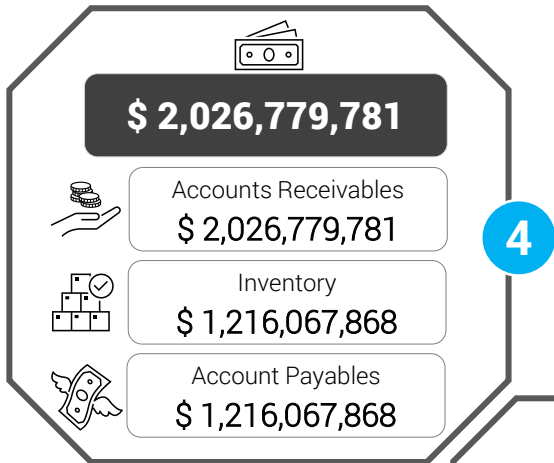 $ 2,026,779,781
Accounts Receivables
$ 2,026,779,781
4
Inventory
$ 1,216,067,868
Account Payables
$ 1,216,067,868